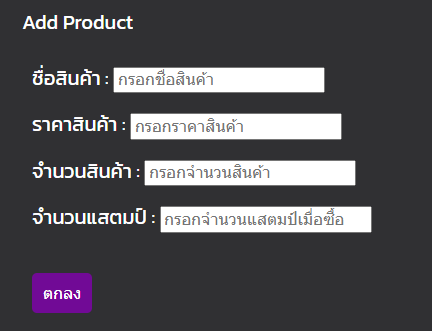 Add Product
ชื่อสินค้า : กรอกชื่อสินค้า
ราคาสินค้า : กรอกราคาสินค้า
จำนวนสินค้า : กรอกจำนวนสินค้า
จำนวนแสตมป์ : กรอกจำนวนแสตมป์เมื่อซื้อ
ตกลง